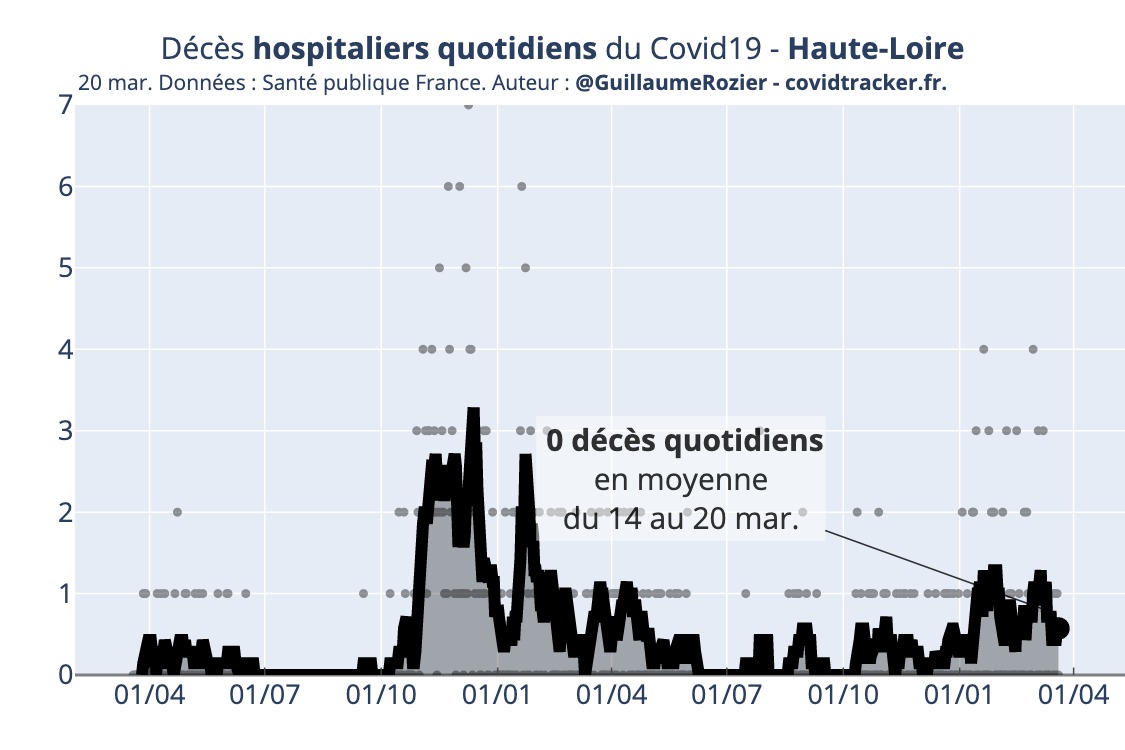 Décès hospitaliers quotidiens du Covid19 - Haute-Loire
20 mar. Données : Santé publique France. Auteur : @GuillaumeRozier - covidtracker.fr.
7
6
5
4
3
2
1
0
0 décès quotidiens
en moyenne
du 14 au 20 mar.
01/04 01/07 01/10 01/01 01/04 01/07 01/10 01/01 01/04